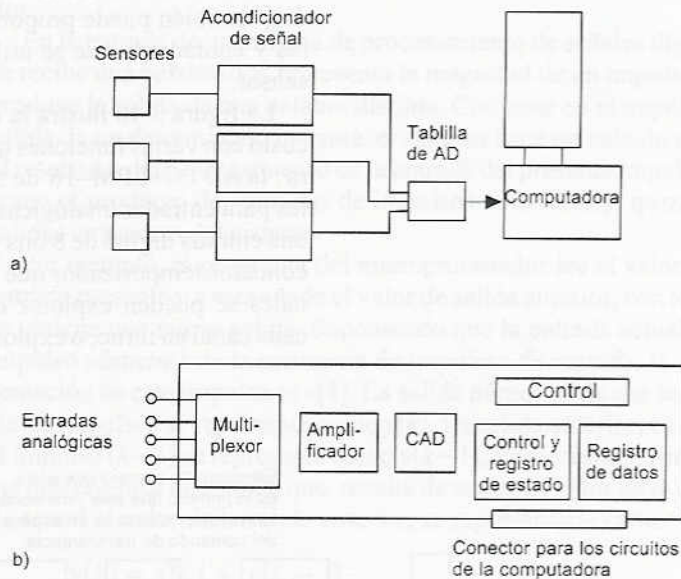 Acondicionador
de señal
Sensores
Tablilla
de AD
Computadora
a)
Entradas
analógicas
Multi-
plexor
Ampli-
ficador
CAD
Control
Control y
registro
de estado
Registro
de datos
b)
Conector para los circuitos
de la computadora